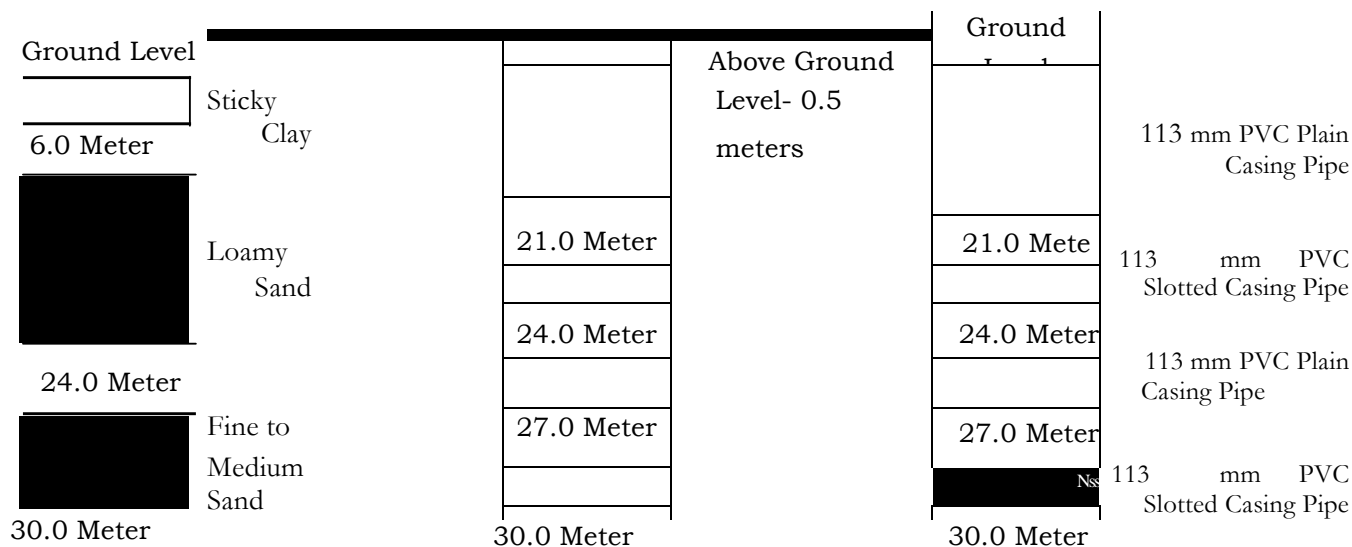 Ground Level
Sticky
Clay
6.0 Meter
Loamy
Sand
24.0 Meter
Fine to
Medium
Sand
30.0 Meter
21.0 Meter
24.0 Meter
27.0 Meter
30.0 Meter
Above Ground
Level- 0.5
meters
Ground
21.0 Mete
24.0 Meter
27.0 Meter
Nss
30.0 Meter
113 mm PVC Plain
Casing Pipe
113 mm PVC
Slotted Casing Pipe
113 mm PVC Plain
Casing Pipe
113 mm PVC
Slotted Casing Pipe